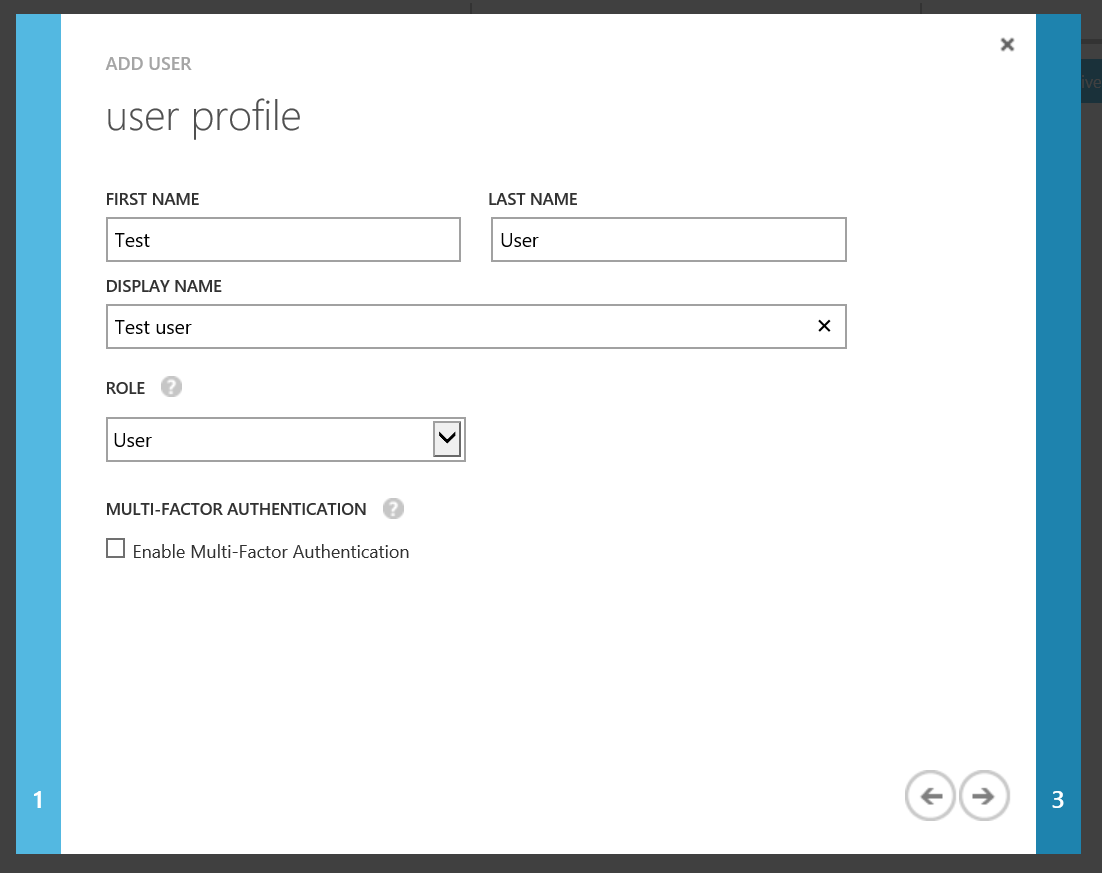 ADD USER
user profile
FIRST NAME LAST NAME
Test User
DISPLAY NAME
Test user
ROLE ?
User
MULTI-FACTOR AUTHENTICATION ?
Enable Multi-Factor Authentication
1 3